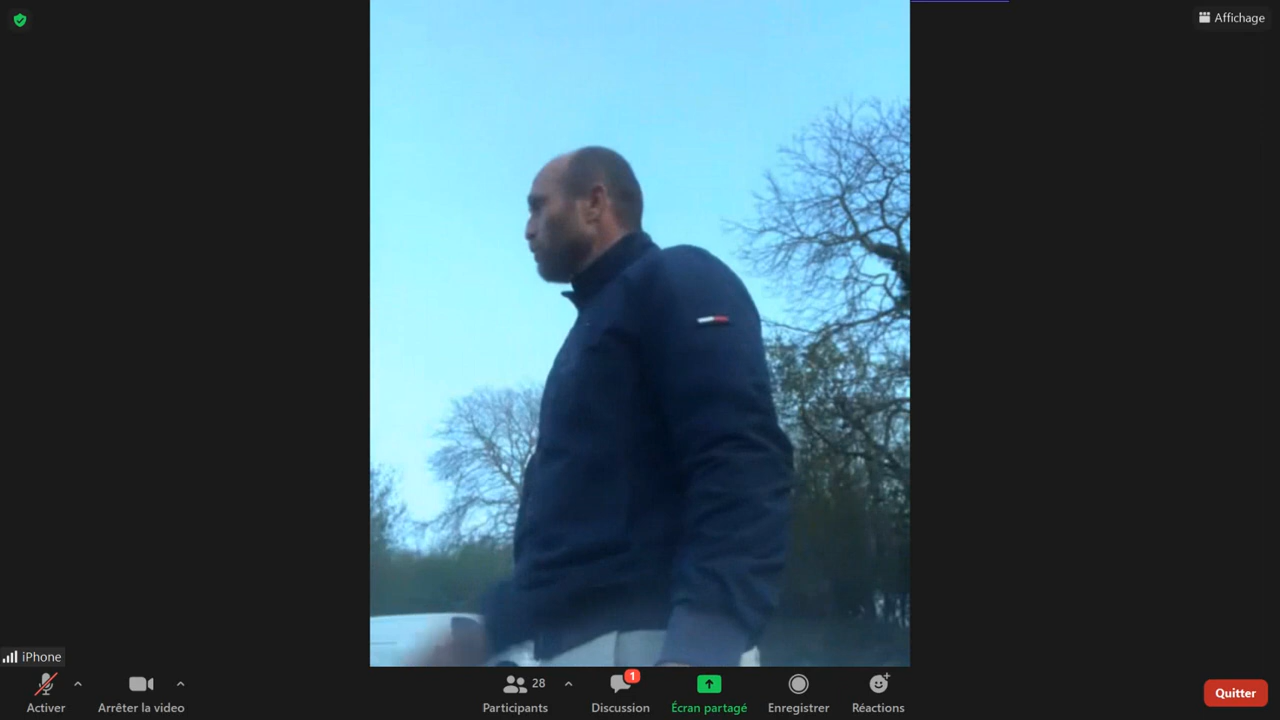 Affichage
iPhone
Activer
Arrêter la video
28
Participants
1
Discussion
Écran partagé
Enregistrer
Réactions
Quitter